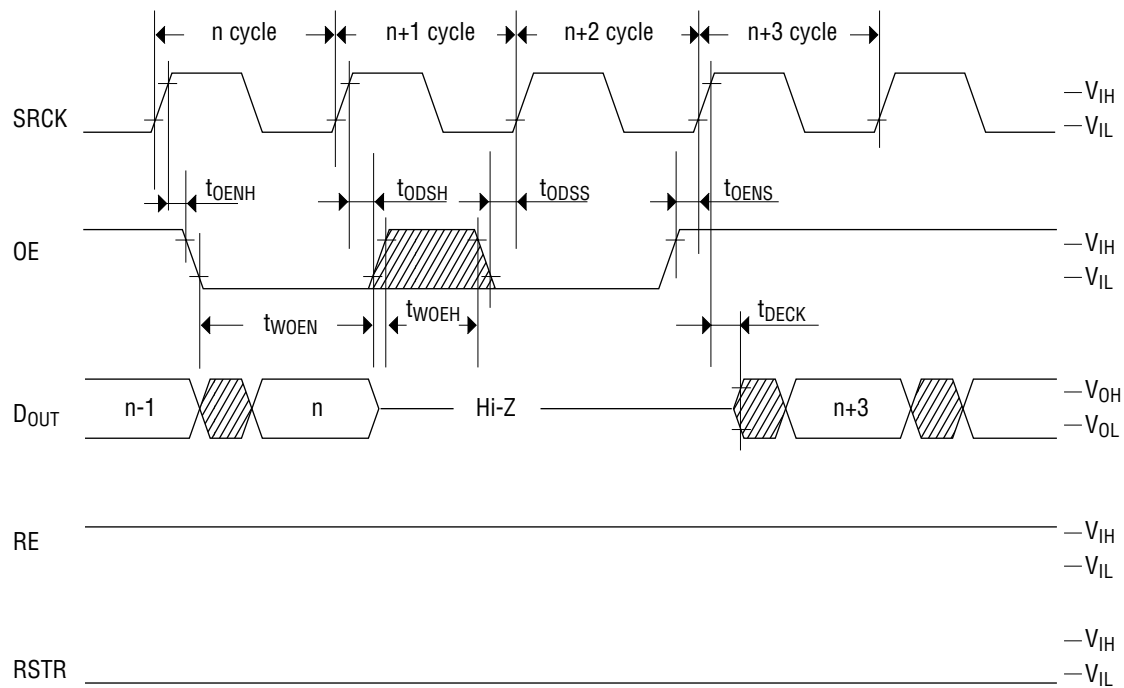 n cycle n+1 cycle n+2 cycle n+3 cycle
SRCK
VIH
VIL
tOENH tODSH tODSS tOENS
OE
VIH
VIL
tWOEN tWOEH tDECK
DOUT
n-1 n Hi-Z n+3
VOH
VOL
RE
VIH
VIL
RSTR
VIH
VIL